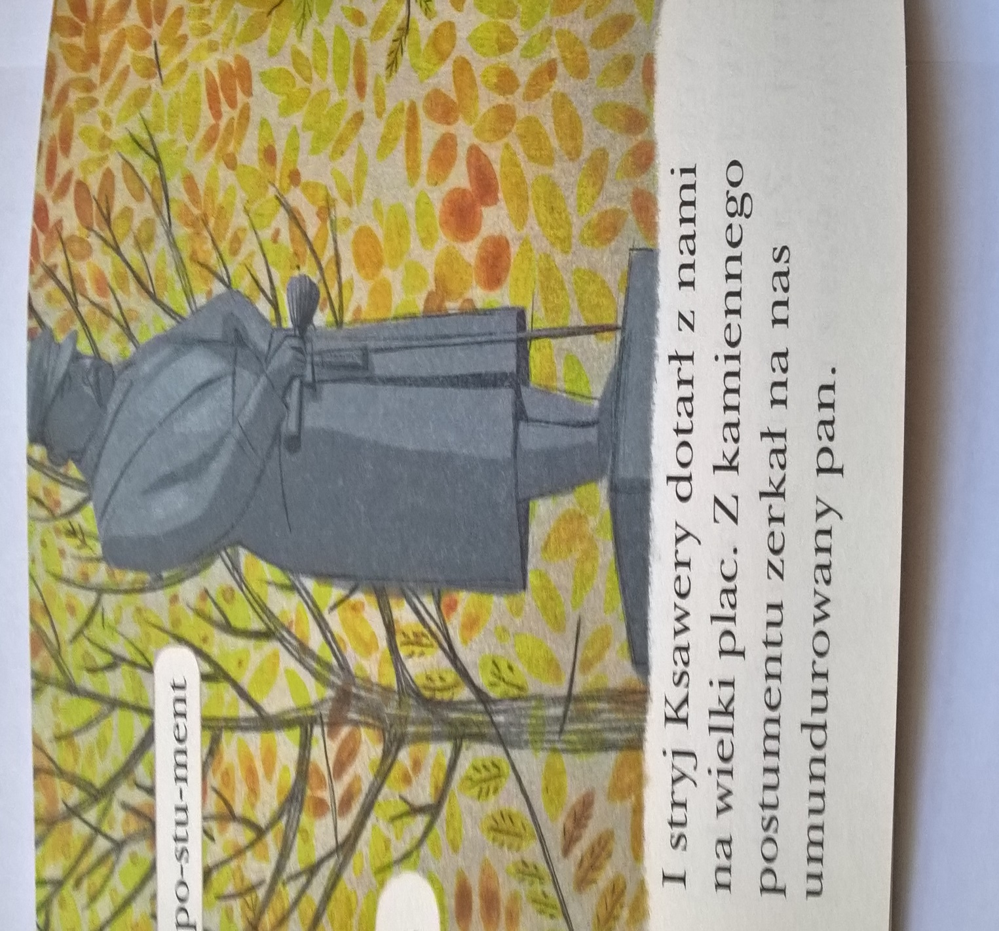 po-stu-ment
I stryj Ksawery dotarł z nami
na wielki plac. Z kamiennego
postumentu zerkał na nas
umundurowany pan.